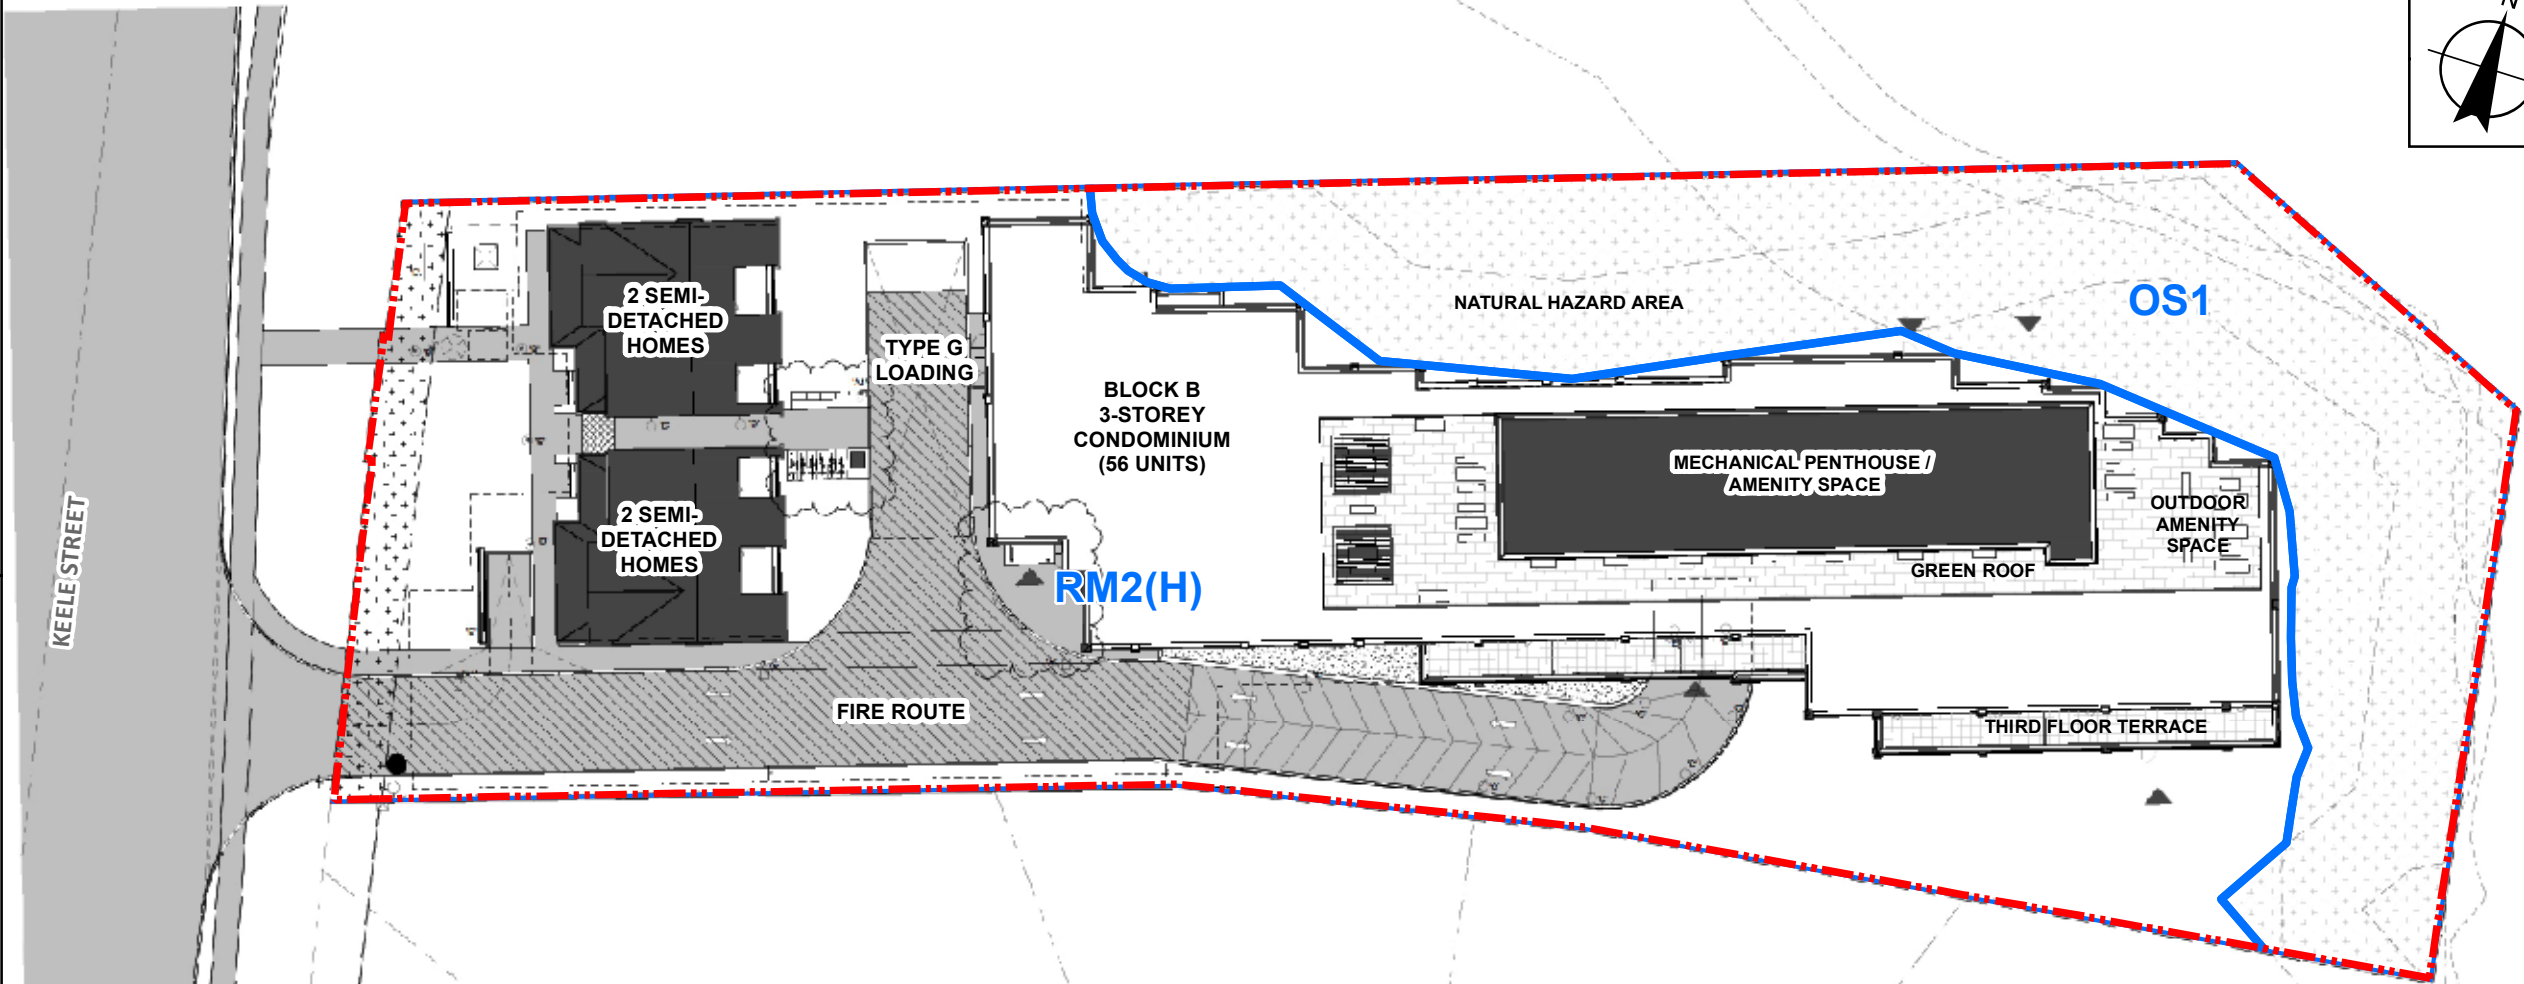 N
2 SEMI-
DETACHED
HOMES
TYPE G
LOADING
NATURAL HAZARD AREA
OS1
BLOCK B
3-STOREY
CONDOMINIUM
(56 UNITS)
MECHANICAL PENTHOUSE /
AMENITY SPACE
OUTDOOR
AMENITY
SPACE
KEELE STREET
2 SEMI-
DETACHED
HOMES
RM2(H)
GREEN ROOF
FIRE ROUTE
THIRD FLOOR TERRACE